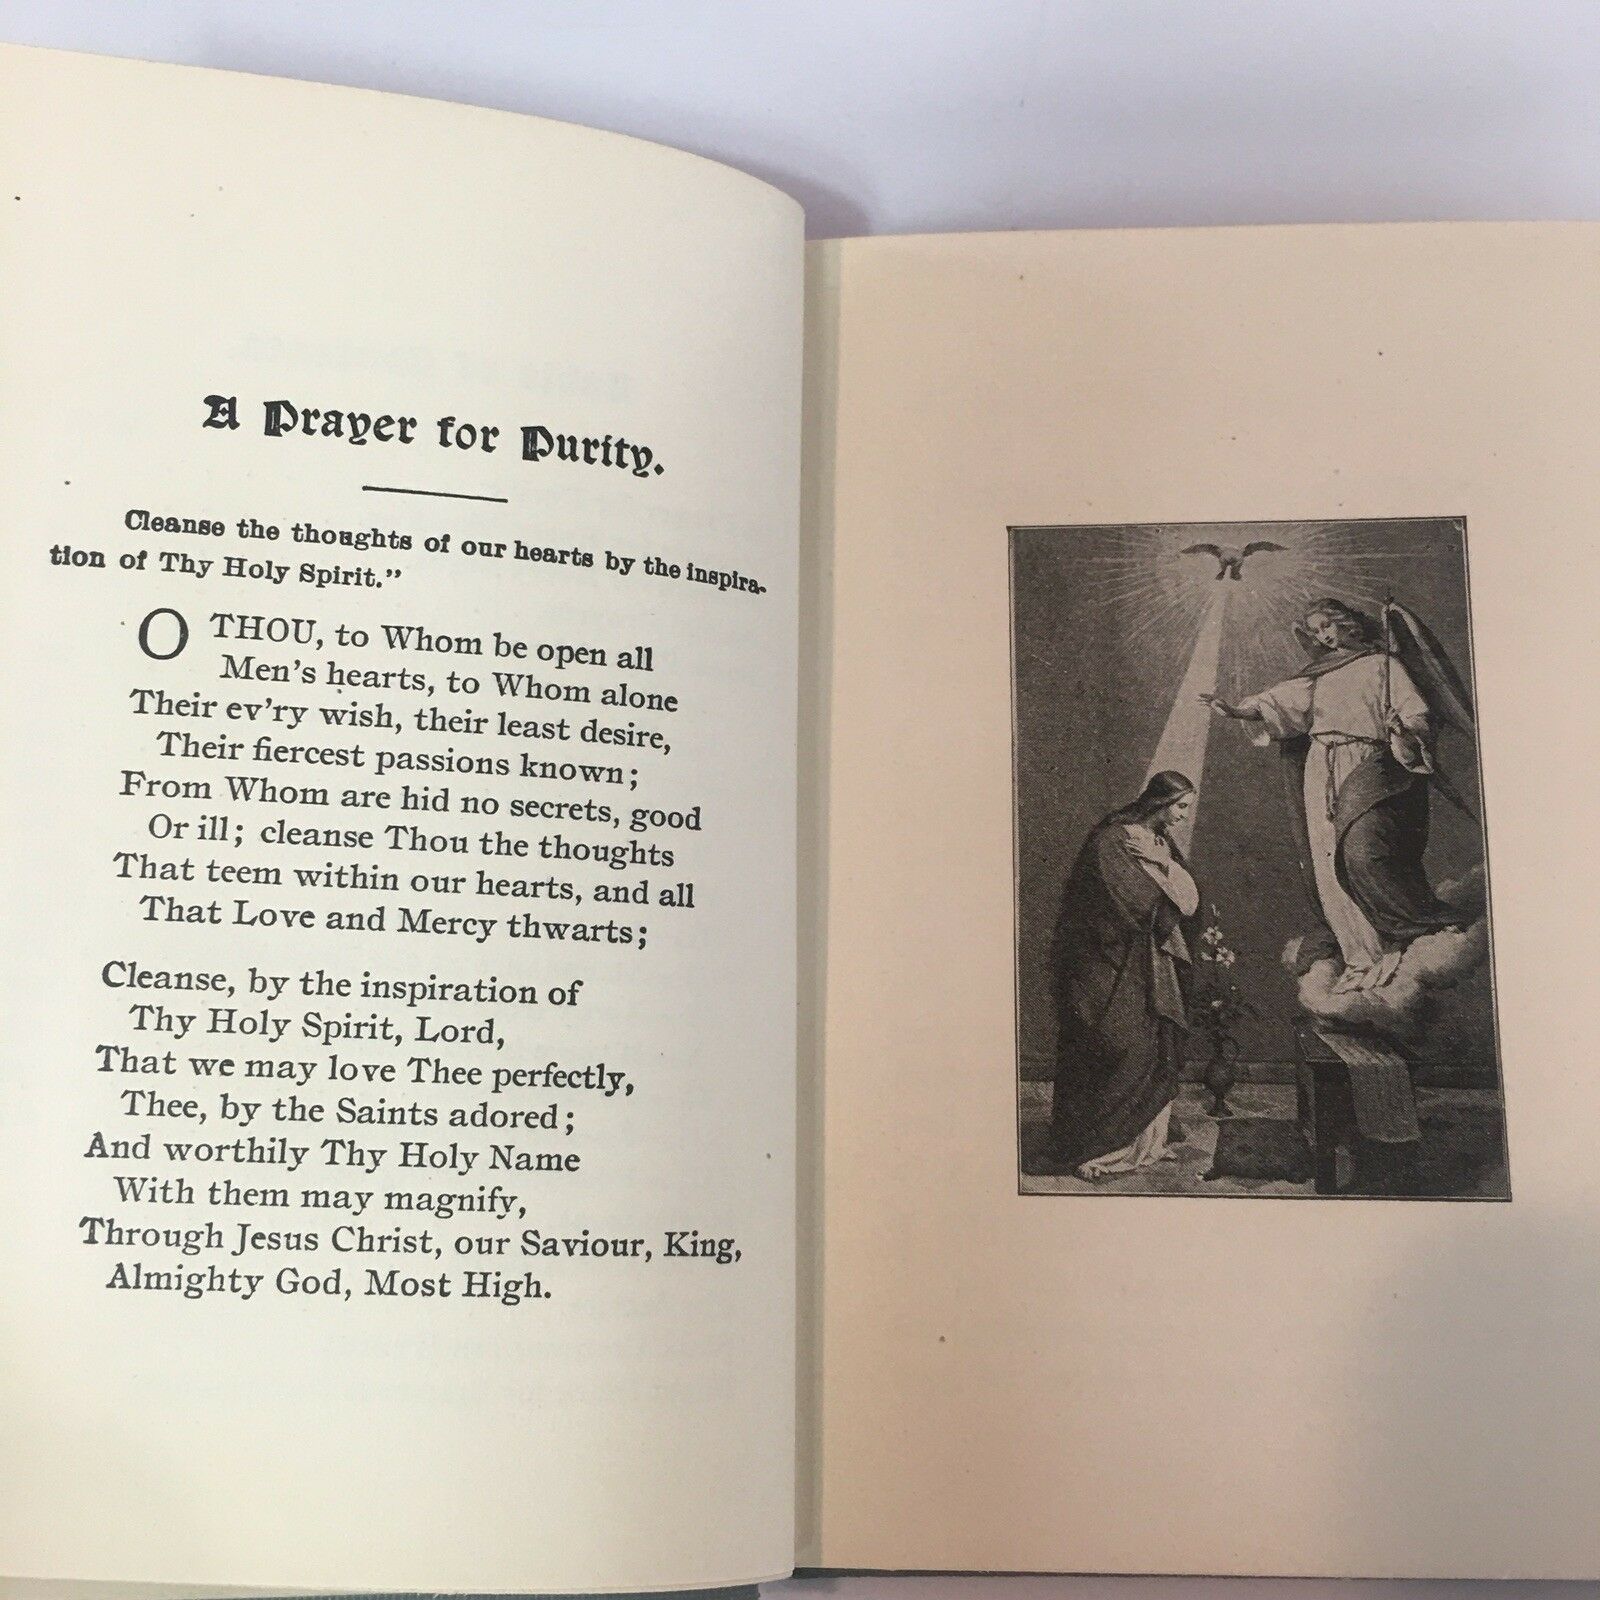 A Prayer for Purity.
Cleanse the thoughts of our hearts by the inspira-
tion of Thy Holy Spirit.”
O THOU, to Whom be open all
Men’s hearts, to Whom alone
Their ev’ry wish, their least desire,
Their fiercest passions known;
From Whom are hid no secrets, good
Or ill; cleanse Thou the thoughts
That teem within our hearts, and all
That Love and Mercy thwarts;
Cleanse, by the inspiration of
Thy Holy Spirit, Lord,
That we may love Thee perfectly,
Thee, by the Saints adored;
And worthily Thy Holy Name
With them may magnify,
Through Jesus Christ, our Saviour, King,
Almighty God, Most High.